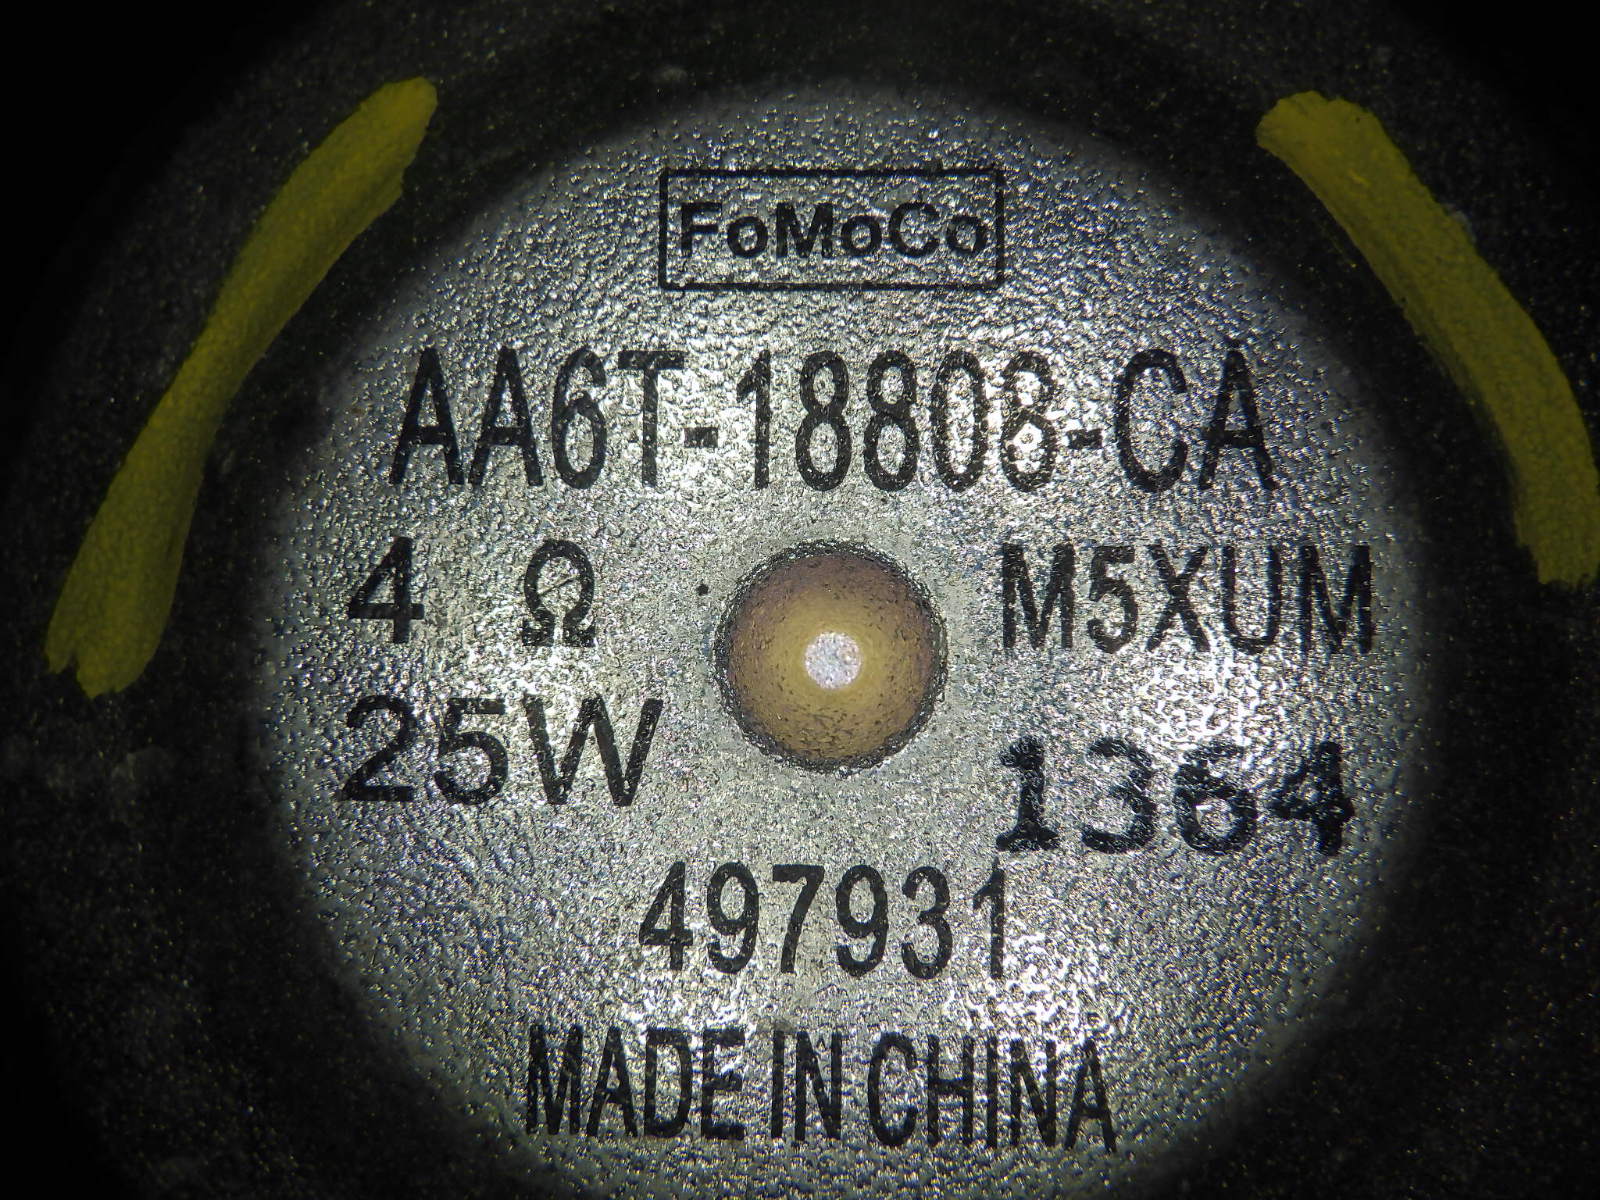 FoMoCo
AA6T-18808-CA
4 Ω M5XUM
25W 1364
497931
MADE IN CHINA